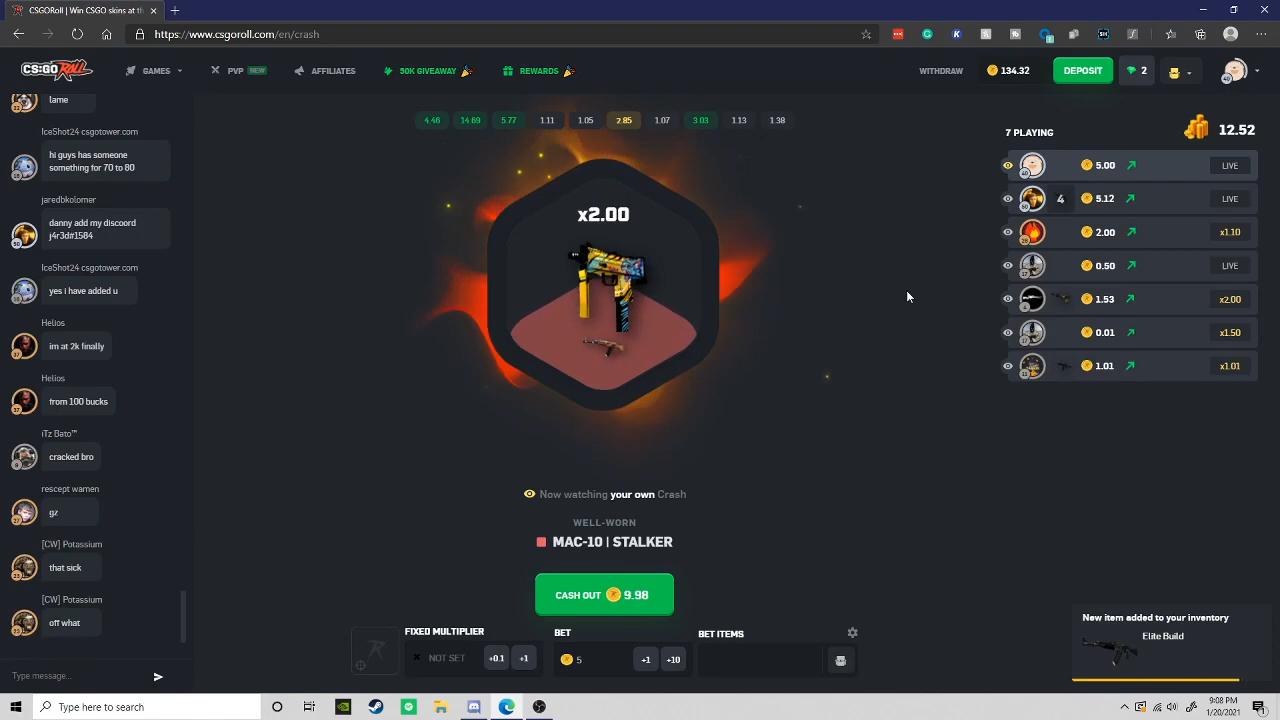 CSGORoll | Win CSGO skins at th
https://www.csgoroll.com/en/crash
CS:GO ROLL
GAMES
PVP NEW
AFFILIATES
50K GIVEAWAY
REWARDS
WITHDRAW
134.32
DEPOSIT
2
4.46 14.69 5.77 1.11 1.05 2.85 1.07 3.03 1.13 1.38
lame
IceShot24 csgotower.com
hi guys has someone
something for 70 to 80
jaredbkolomer
danny add my discoord
j4r3d#1584
IceShot24 csgotower.com
yes i have added u
Helios
im at 2k finally
Helios
from 100 bucks
iTz Bato™
cracked bro
rescept wamen
gz
[CW] Potassium
that sick
[CW] Potassium
off what
Type message...
x2.00
Now watching your own Crash
WELL-WORN
MAC-10 | STALKER
CASH OUT 9.98
FIXED MULTIPLIER
NOT SET +0.1 +1
BET
5 +1 +10
BET ITEMS
7 PLAYING
12.52
5.00 LIVE
4 5.12 LIVE
2.00 x1.10
0.50 LIVE
1.53 x2.00
0.01 x1.50
1.01 x1.01
New item added to your inventory
Elite Build
Type here to search
9:08 PM
1/20/2021